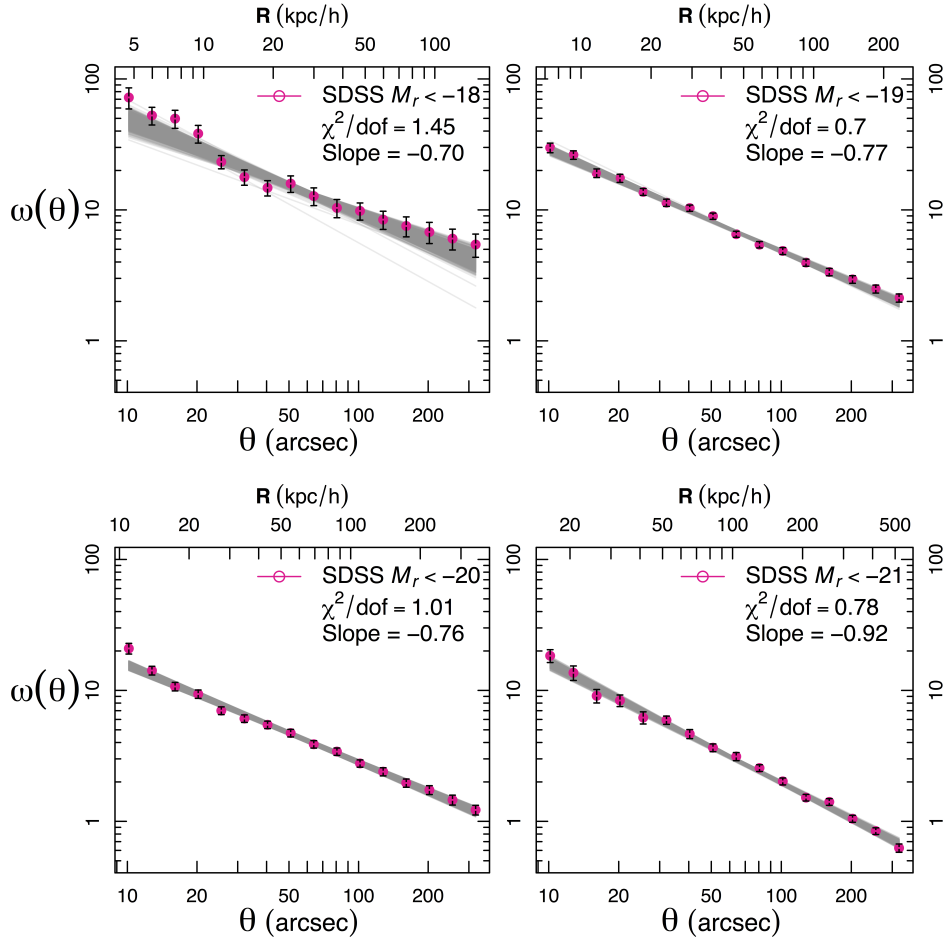 R (kpc/h)
5 10 20 50 100
100
10
1
ω(θ)
SDSS Mr < −18
χ²/dof = 1.45
Slope = −0.70
10 20 50 100 200
θ (arcsec)
R (kpc/h)
10 20 50 100 200
SDSS Mr < −19
χ²/dof = 0.7
Slope = −0.77
100
10
1
10 20 50 100 200
θ (arcsec)
R (kpc/h)
10 20 50 100 200
100
10
1
ω(θ)
SDSS Mr < −20
χ²/dof = 1.01
Slope = −0.76
10 20 50 100 200
θ (arcsec)
R (kpc/h)
20 50 100 200 500
SDSS Mr < −21
χ²/dof = 0.78
Slope = −0.92
100
10
1
10 20 50 100 200
θ (arcsec)